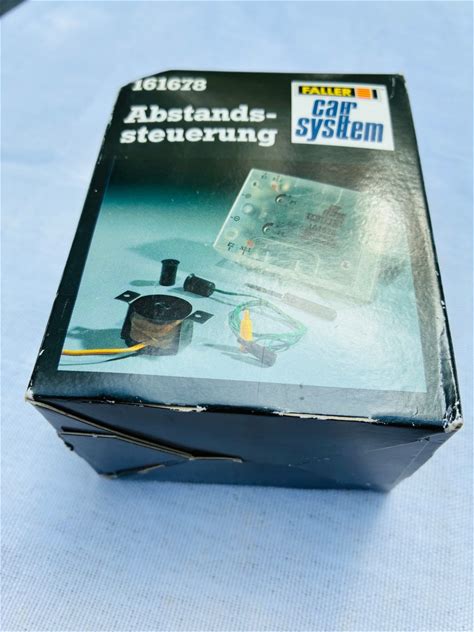 161678
Abstands-
steuerung
FALLER
car
system